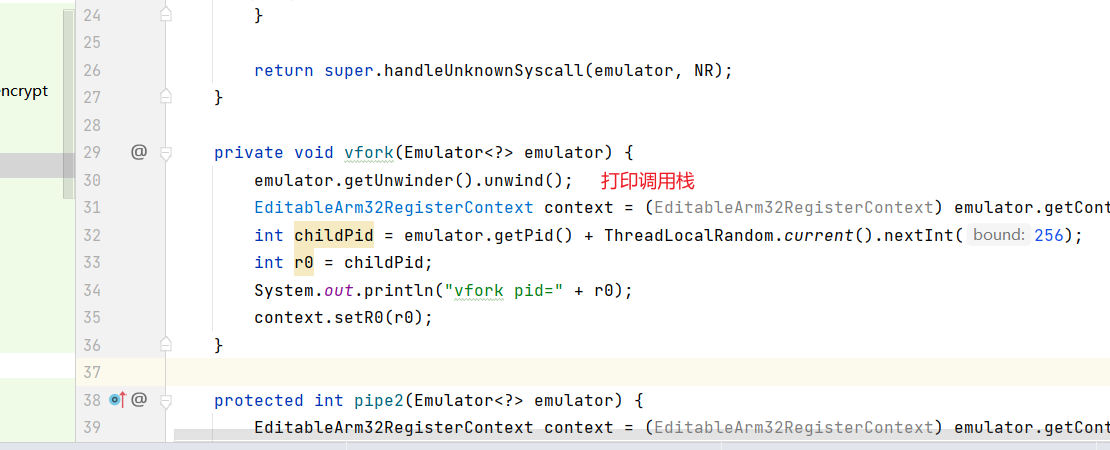 24 }
25
26 return super.handleUnknownSyscall(emulator, NR);
ncrypt
27 }
28
29 @ private void vfork(Emulator<?> emulator) {
30 emulator.getUnwinder().unwind(); 打印调用栈
31 EditableArm32RegisterContext context = (EditableArm32RegisterContext) emulator.getCont
32 int childPid = emulator.getPid() + ThreadLocalRandom.current().nextInt( bound: 256);
33 int r0 = childPid;
34 System.out.println("vfork pid=" + r0);
35 context.setR0(r0);
36 }
37
38 @ protected int pipe2(Emulator<?> emulator) {
39 EditableArm32RegisterContext context = (EditableArm32RegisterContext) emulator.getCont